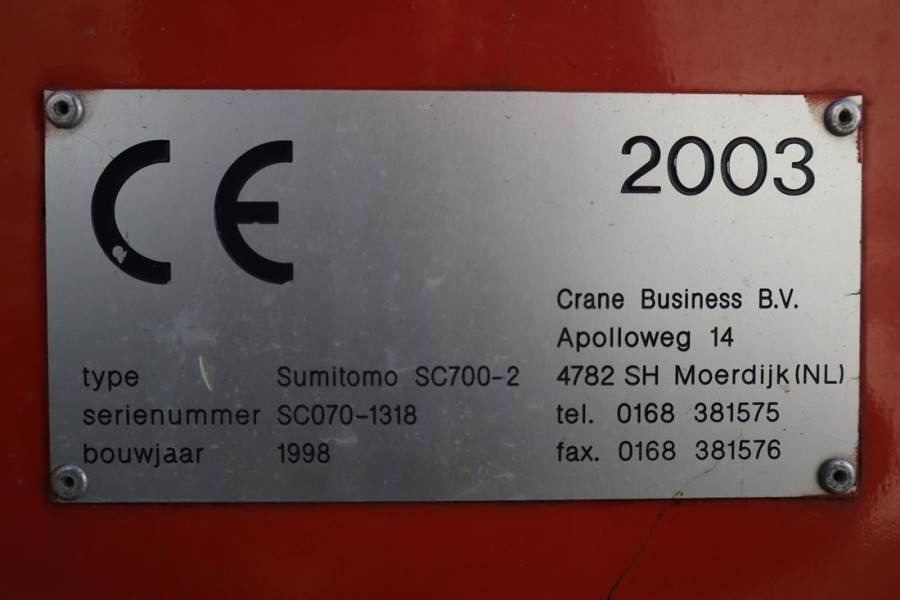 CE
2003
Crane Business B.V.
Apolloweg 14
4782 SH Moerdijk (NL)
tel. 0168 381575
fax. 0168 381576
type Sumitomo SC700-2
serienummer SC070-1318
bouwjaar 1998